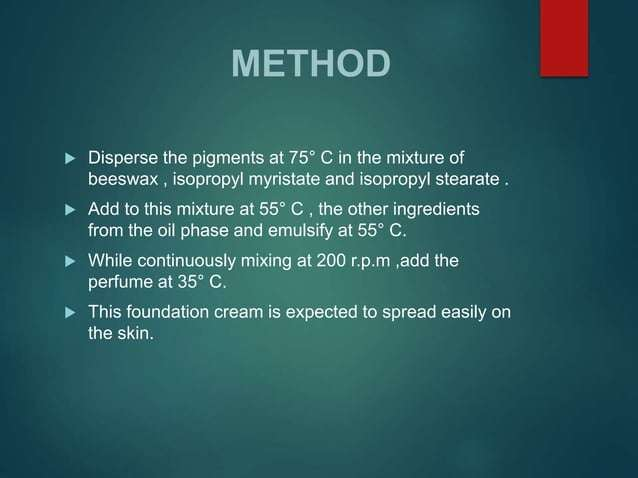 METHOD
Disperse the pigments at 75° C in the mixture of
beeswax , isopropyl myristate and isopropyl stearate .
Add to this mixture at 55° C , the other ingredients
from the oil phase and emulsify at 55° C.
While continuously mixing at 200 r.p.m ,add the
perfume at 35° C.
This foundation cream is expected to spread easily on
the skin.